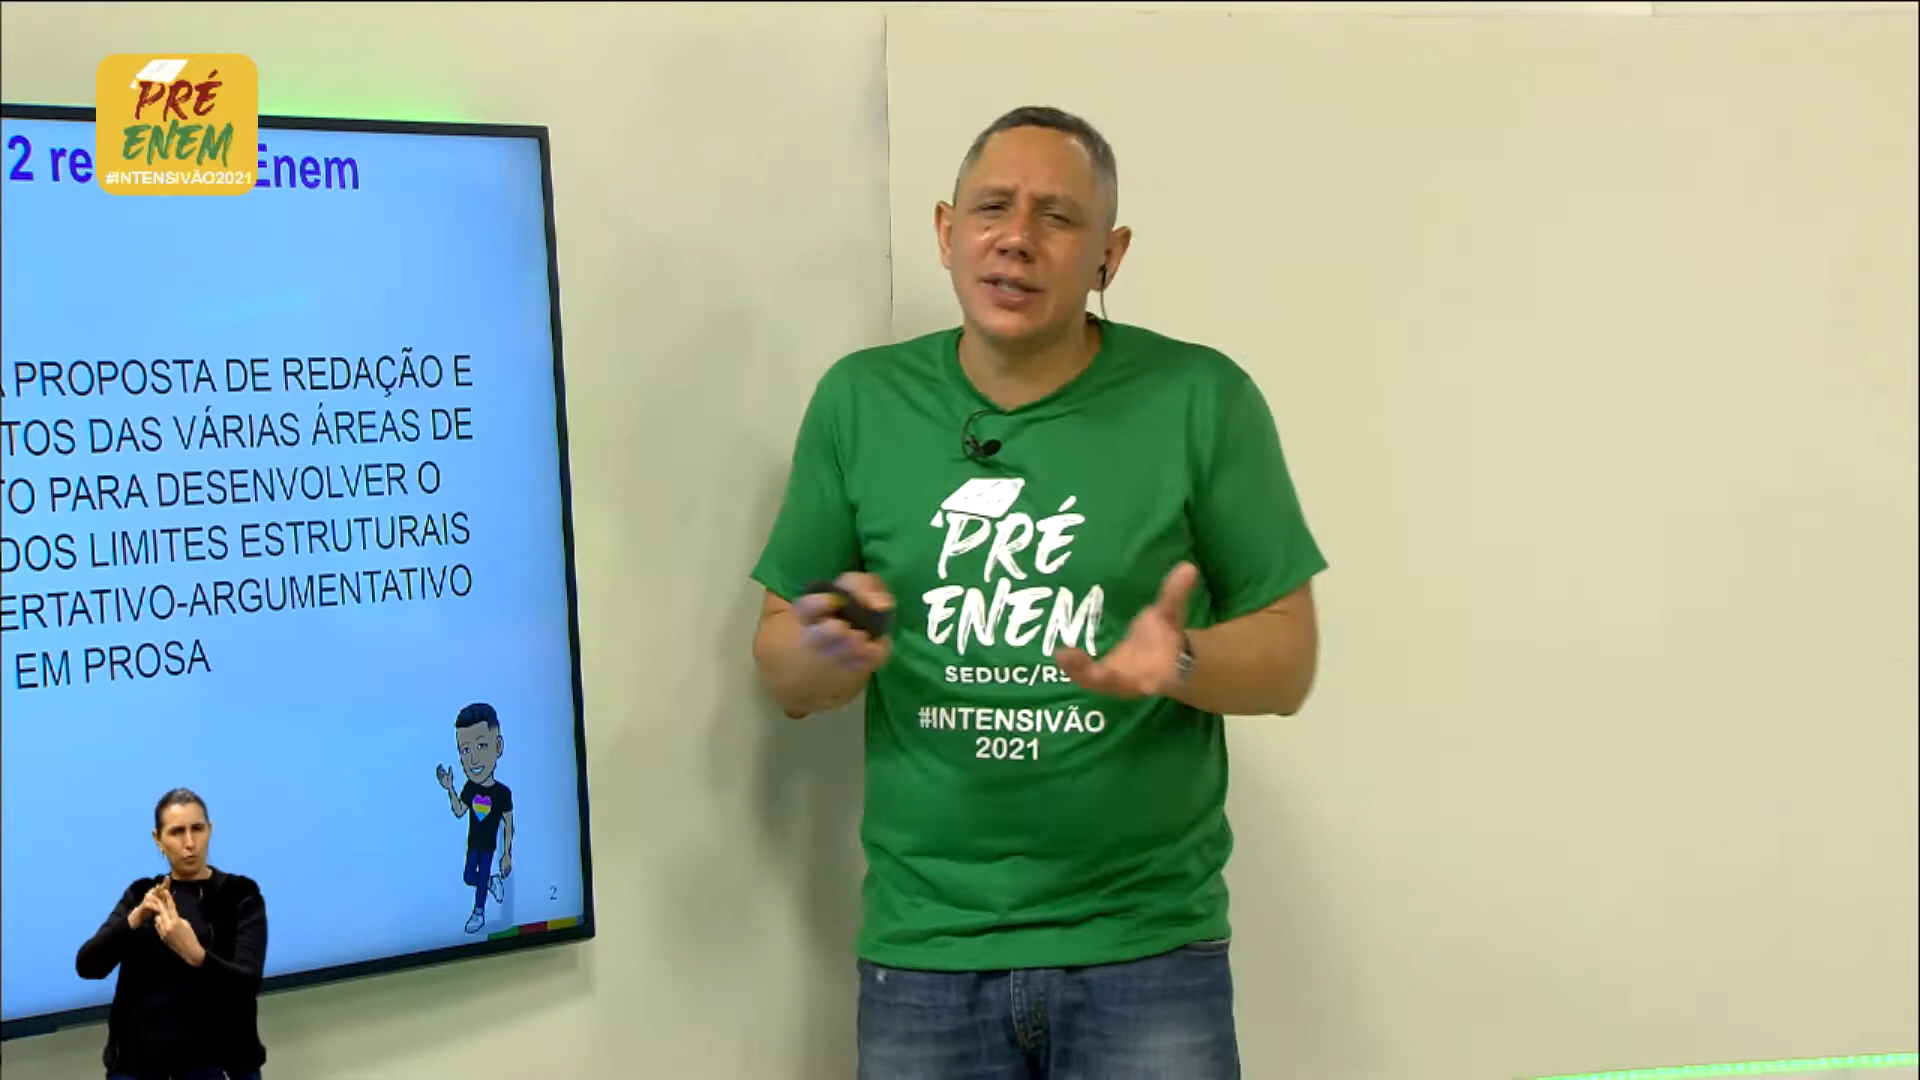 PRÉ
ENEM
#INTENSIVÃO2021
2 re
Enem
PROPOSTA DE REDAÇÃO E
TOS DAS VÁRIAS ÁREAS DE
TO PARA DESENVOLVER O
DOS LIMITES ESTRUTURAIS
ERTATIVO-ARGUMENTATIVO
EM PROSA
2
PRÉ
ENEM
SEDUC/RS
#INTENSIVÃO
2021